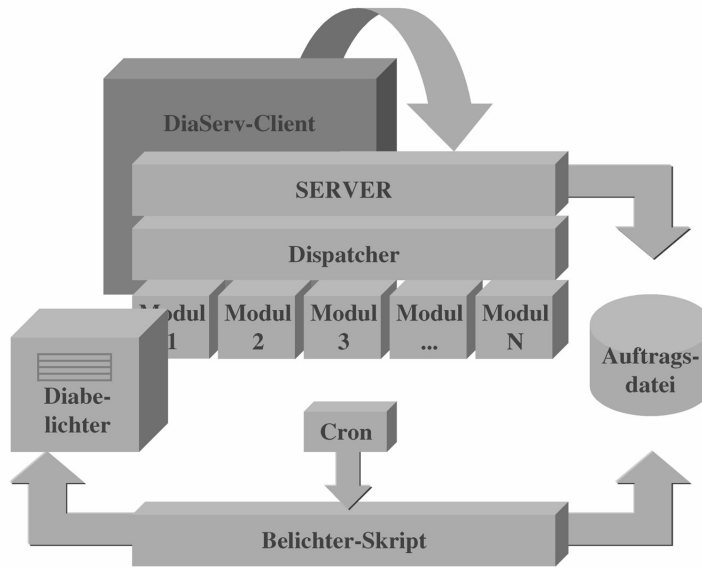 DiaServ-Client
SERVER
Dispatcher
Modul
1
Modul
2
Modul
3
Modul
...
Modul
N
Auftrags-
datei
Diabe-
lichter
Cron
Belichter-Skript